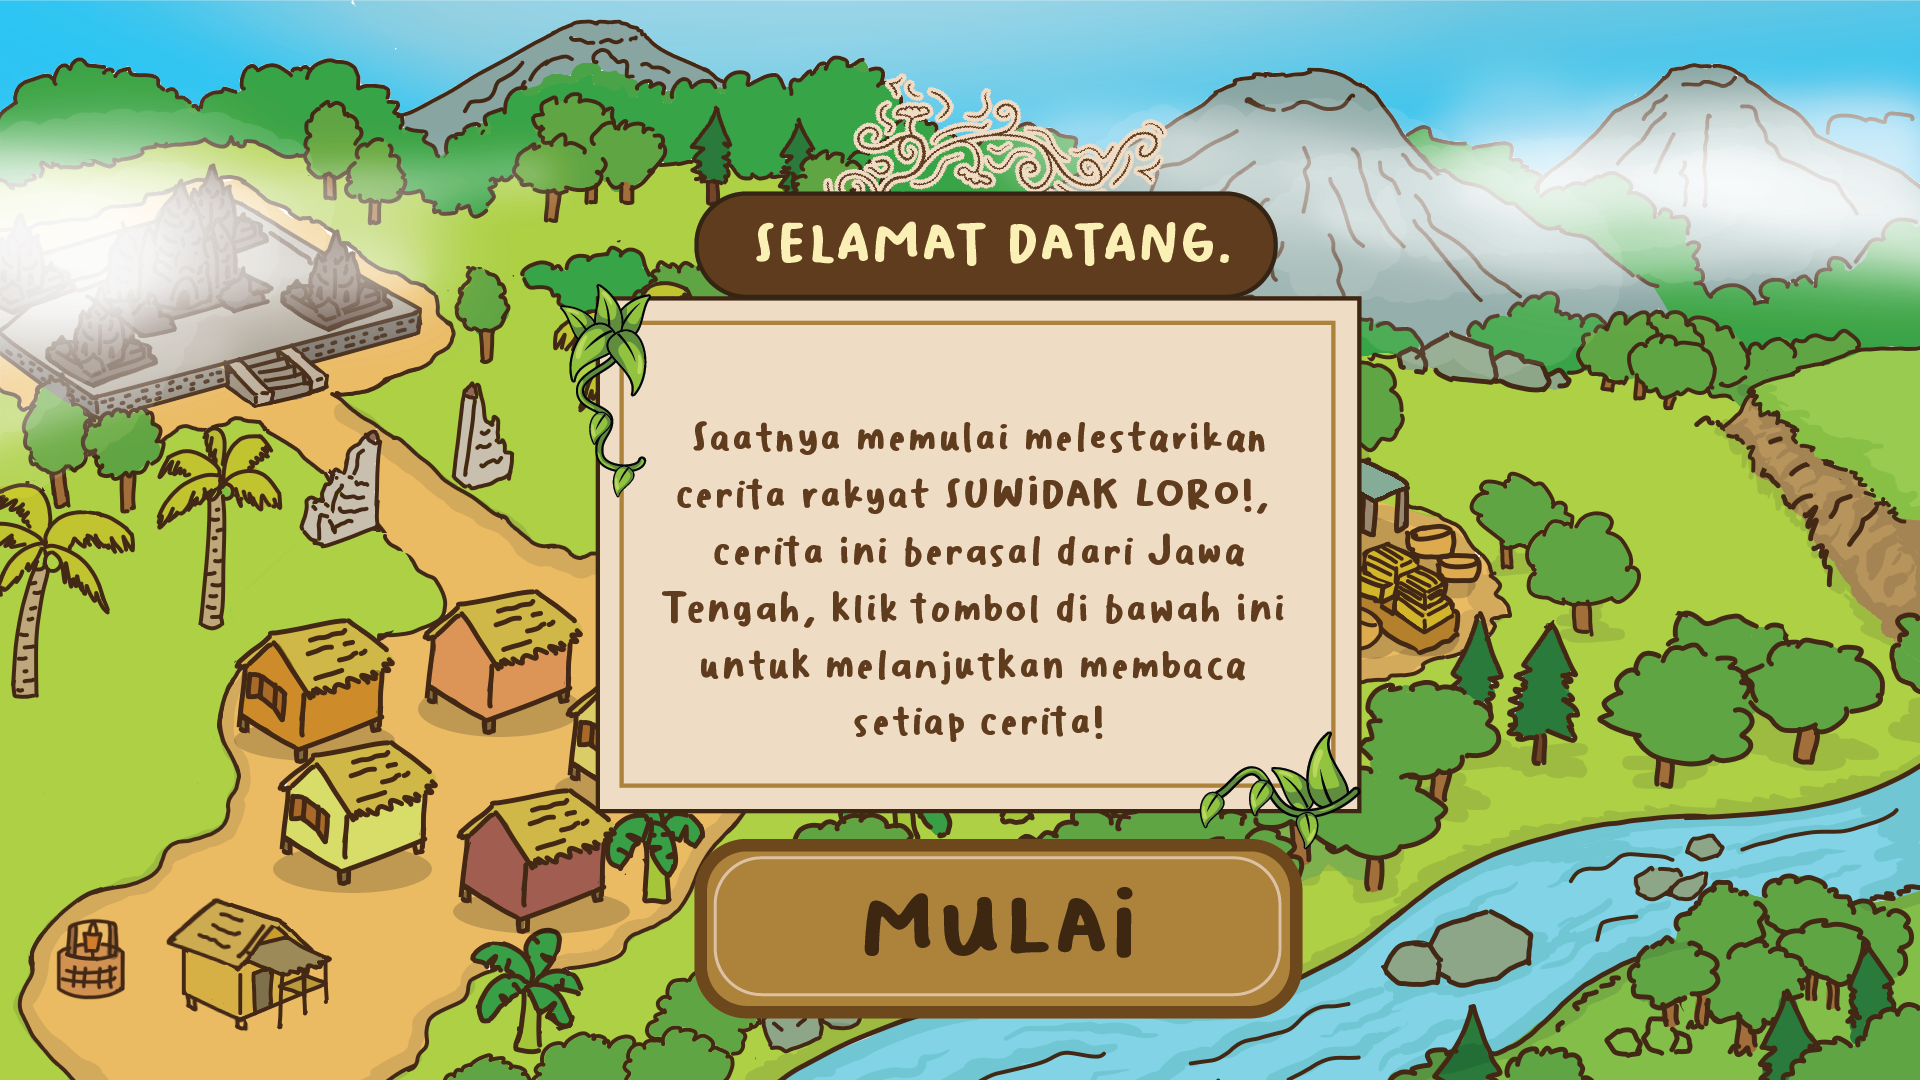 SELAMAT DATANG.
Saatnya memulai melestarikan
cerita rakyat SUWiDAK LORO!,
cerita ini berasal dari Jawa
Tengah, klik tombol di bawah ini
untuk melanjutkan membaca
setiap cerita!
MULAi